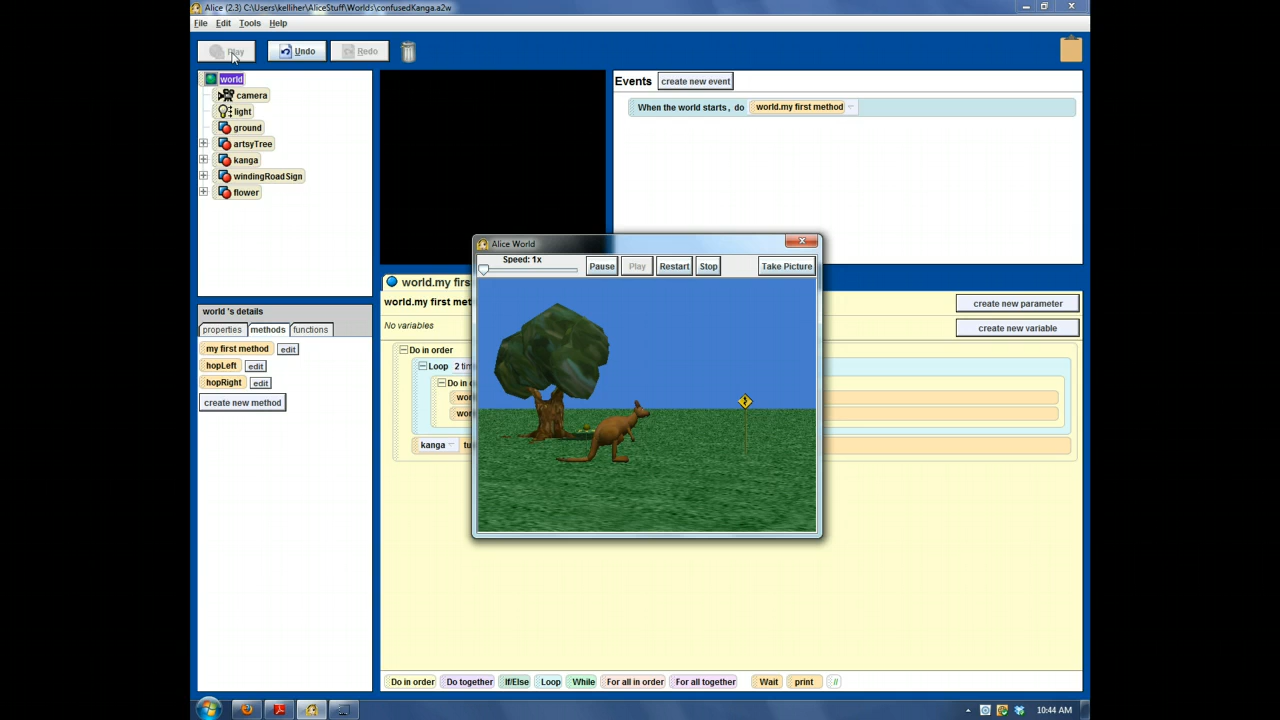 Alice (2.3) C:\Users\kelliher\AliceStuff\Worlds\confusedKanga.a2w
File Edit Tools Help
Play Undo Redo
world
camera
light
ground
artsyTree
kanga
windingRoadSign
flower
Events create new event
When the world starts, do world.my first method
world 's details
properties methods functions
my first method edit
hopLeft edit
hopRight edit
create new method
world.my firs
world.my first met
No variables
create new parameter
create new variable
Do in order
Loop 2 tim
Do in o
worl
worl
kanga tu
Alice World
Speed: 1x
Pause Play Restart Stop Take Picture
Do in order Do together If/Else Loop While For all in order For all together Wait print //
10:44 AM